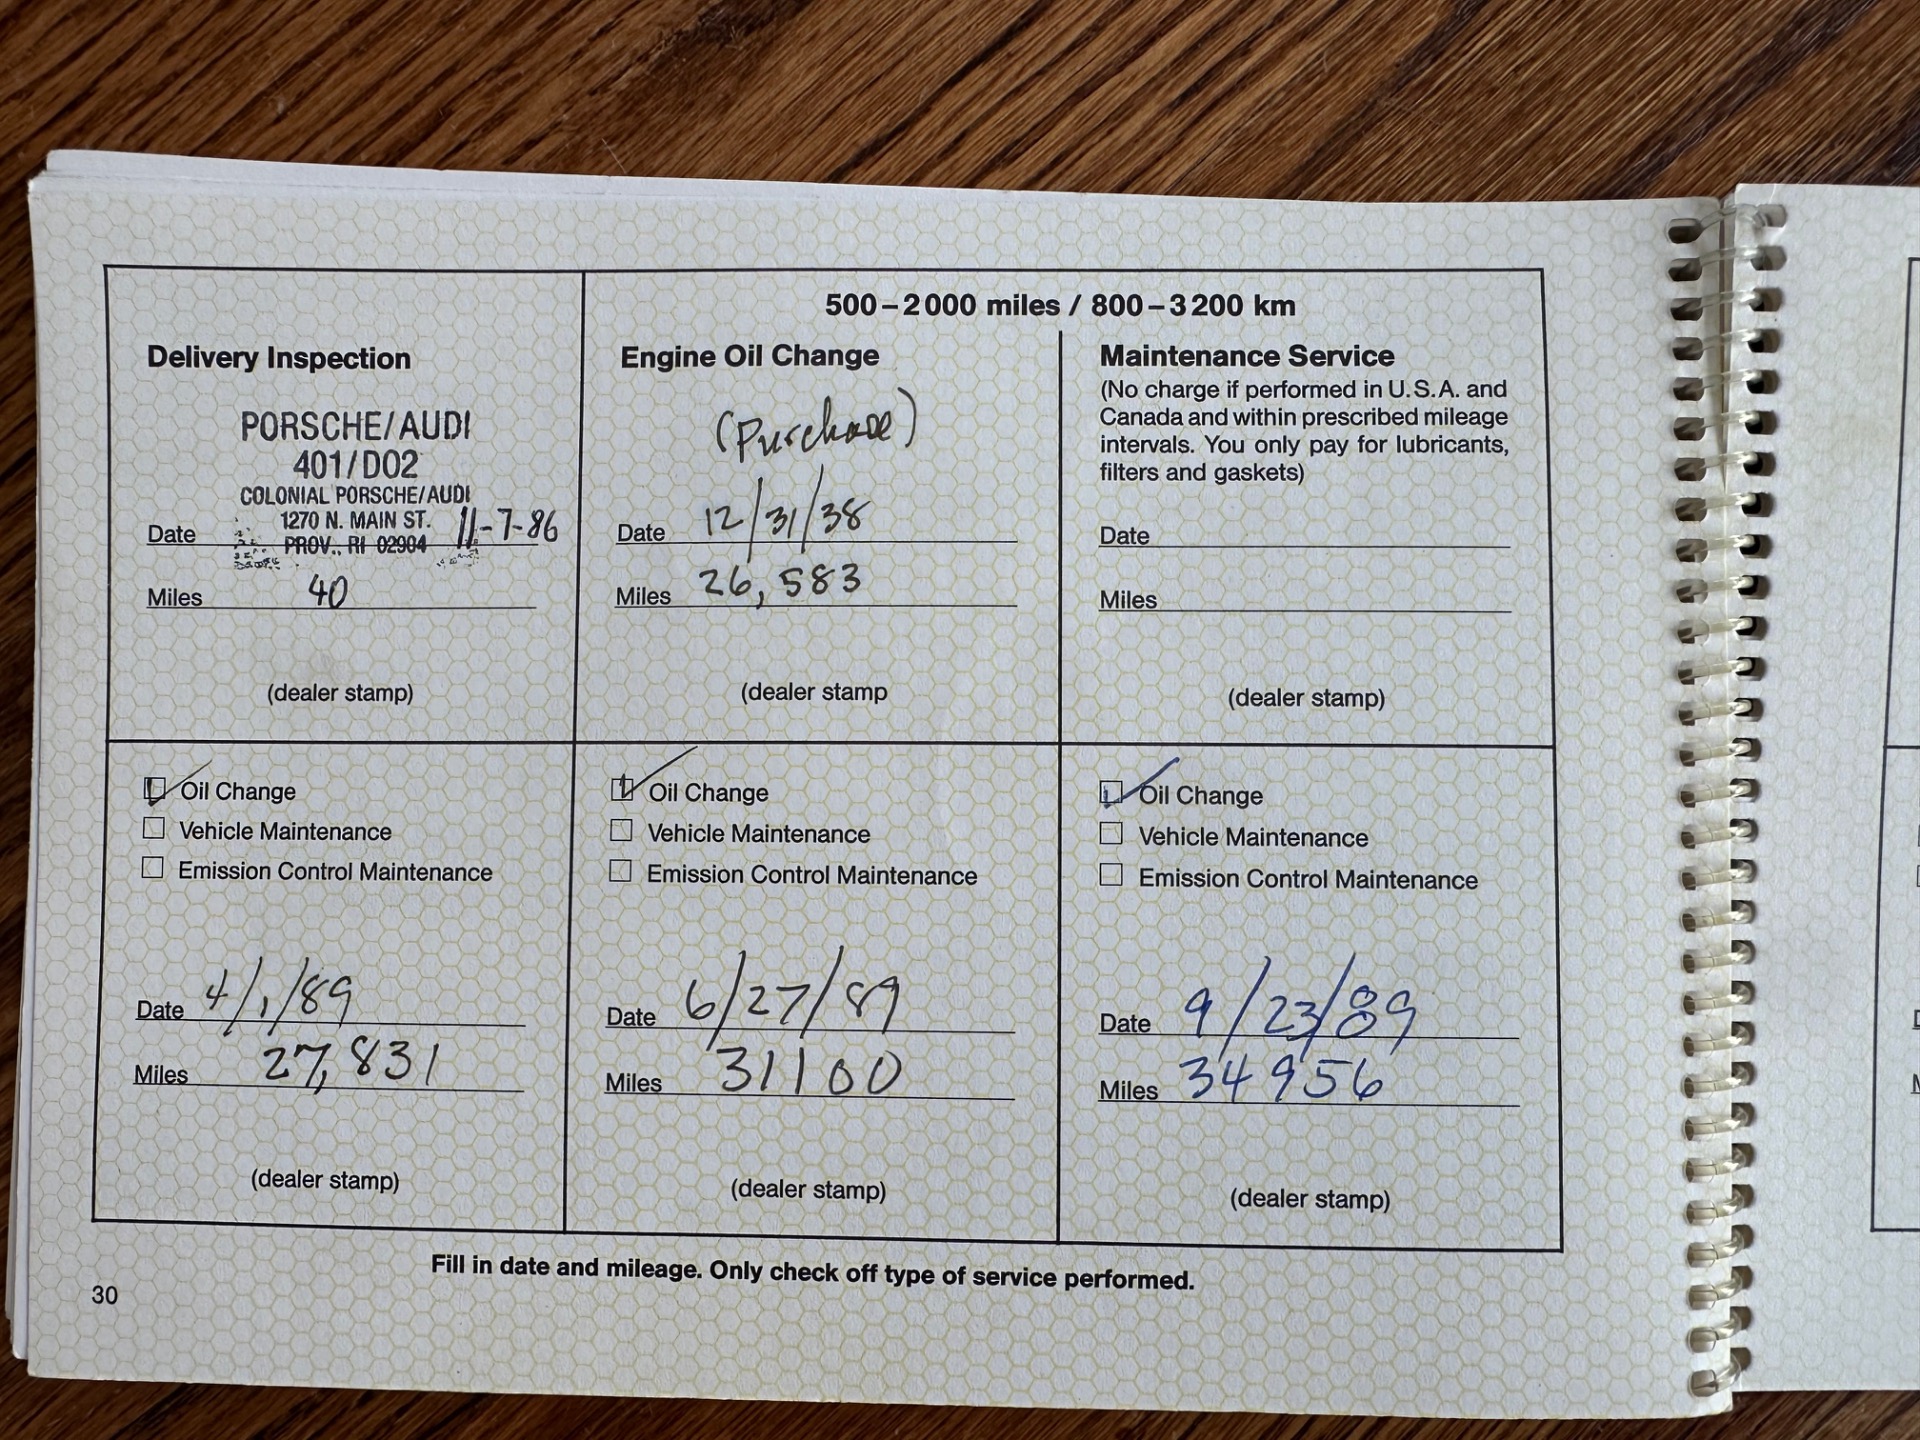 500–2 000 miles / 800–3 200 km
Delivery Inspection
PORSCHE/AUDI
401/D02
COLONIAL PORSCHE/AUDI
1270 N. MAIN ST.
PROV., RI 02904
Date 11-7-86
Miles 40
(dealer stamp)
Engine Oil Change
(Purchase)
Date 12/31/38
Miles 26,583
(dealer stamp
Maintenance Service
(No charge if performed in U.S.A. and
Canada and within prescribed mileage
intervals. You only pay for lubricants,
filters and gaskets)
Date
Miles
(dealer stamp)
Oil Change
Vehicle Maintenance
Emission Control Maintenance
Date 4/1/89
Miles 27,831
(dealer stamp)
Oil Change
Vehicle Maintenance
Emission Control Maintenance
Date 6/27/89
Miles 31100
(dealer stamp)
Oil Change
Vehicle Maintenance
Emission Control Maintenance
Date 9/23/89
Miles 34956
(dealer stamp)
Fill in date and mileage. Only check off type of service performed.
30